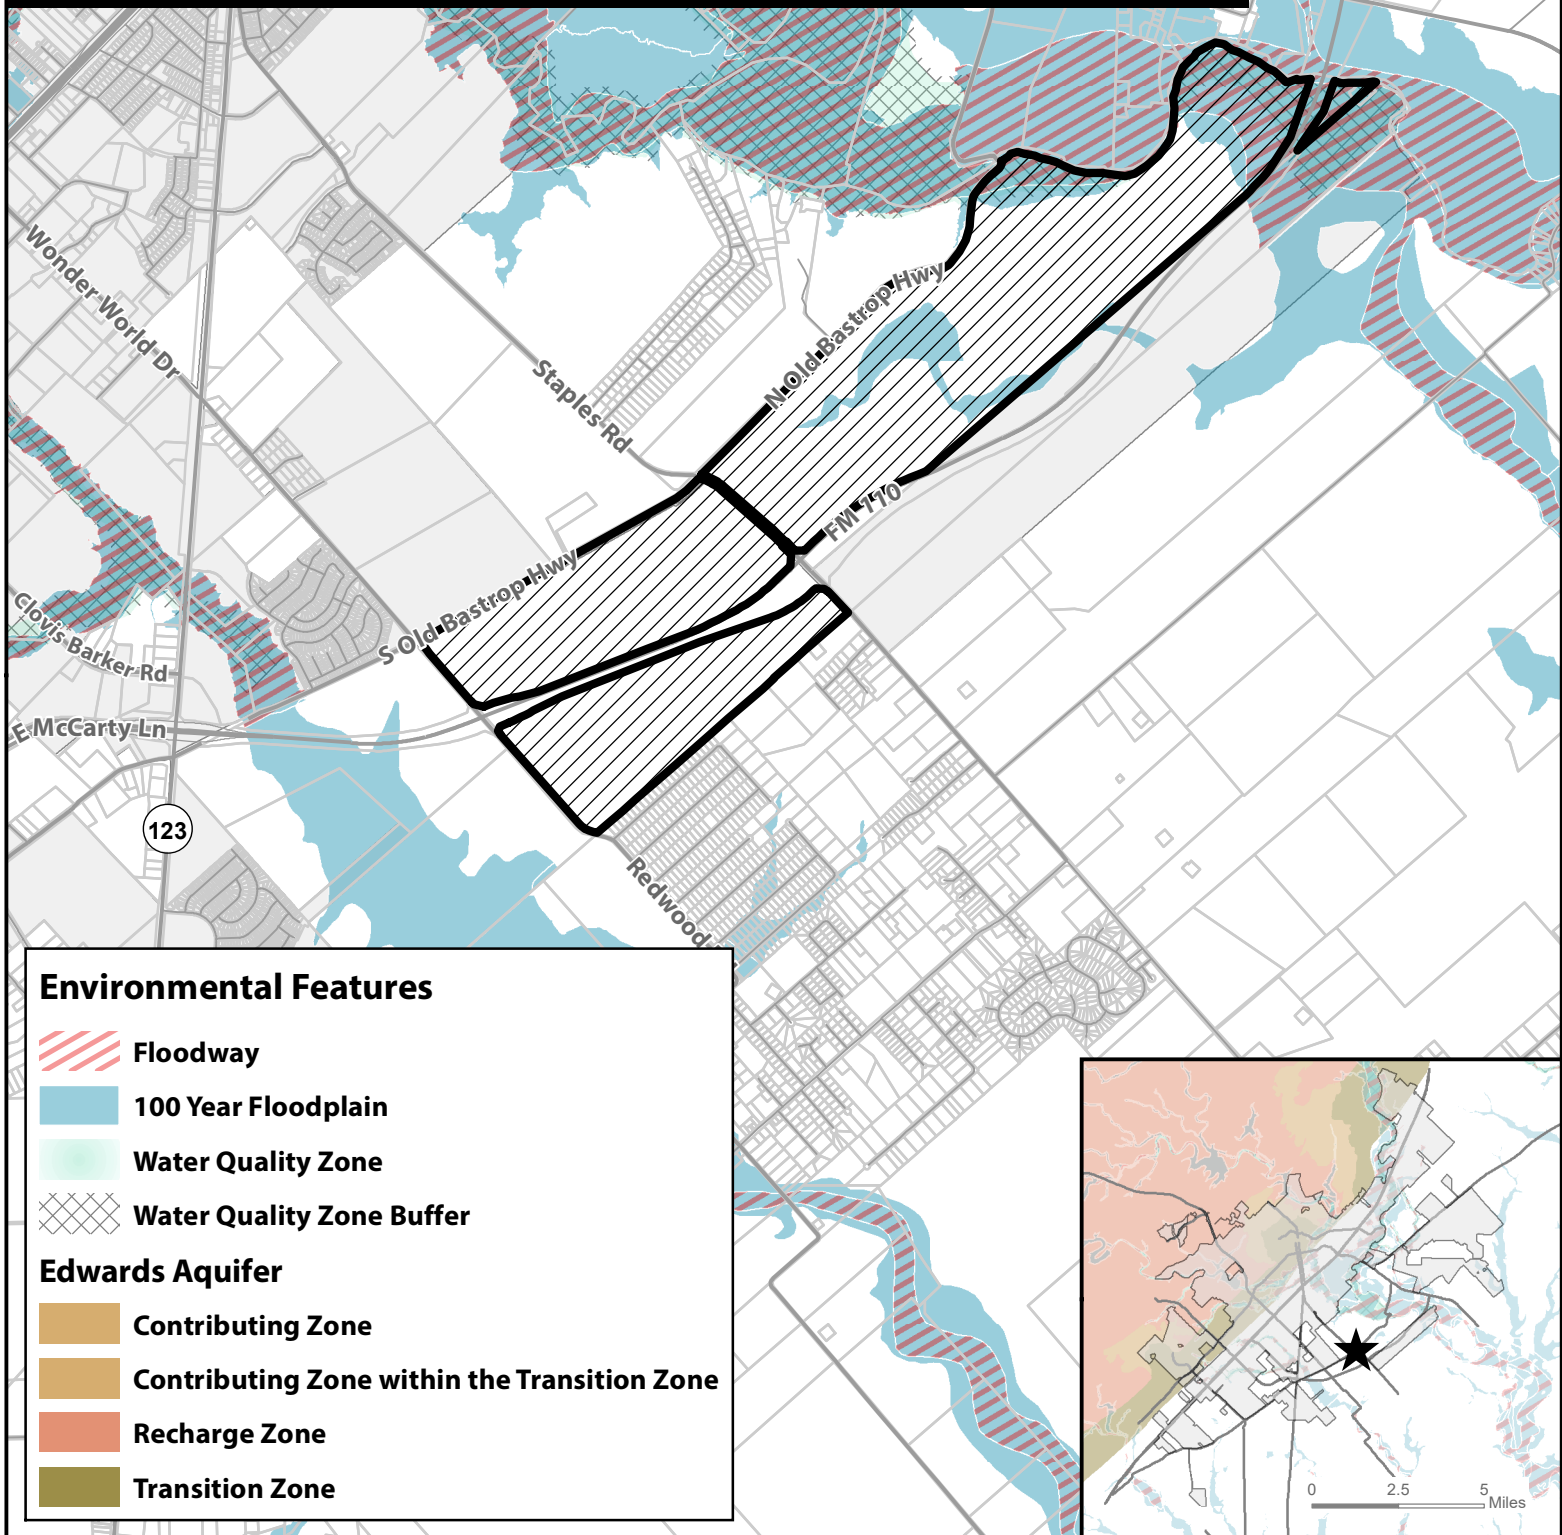 Wonder World Dr
Staples Rd
N Old Bastrop Hwy
FM 110
S Old Bastrop Hwy
Clovis Barker Rd
E McCarty Ln
123
Redwood
Environmental Features
Floodway
100 Year Floodplain
Water Quality Zone
Water Quality Zone Buffer
Edwards Aquifer
Contributing Zone
Contributing Zone within the Transition Zone
Recharge Zone
Transition Zone
0 2.5 5
Miles